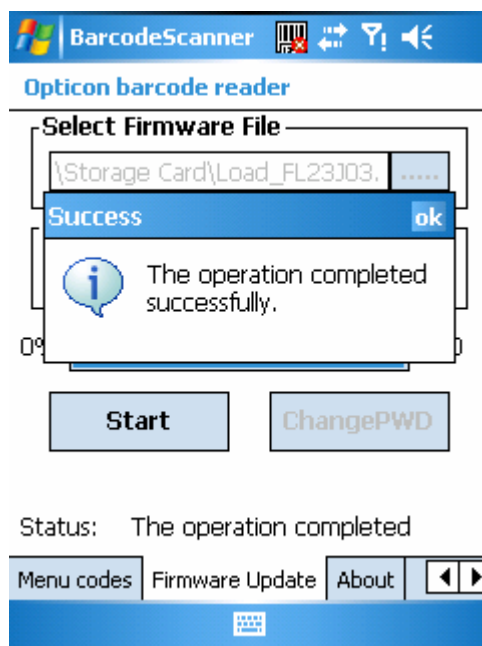 BarcodeScanner
Opticon barcode reader
Select Firmware File
\Storage Card\Load_FL23J03. .....
Success ok
The operation completed
successfully.
Start ChangePWD
Status: The operation completed
Menu codes Firmware Update About